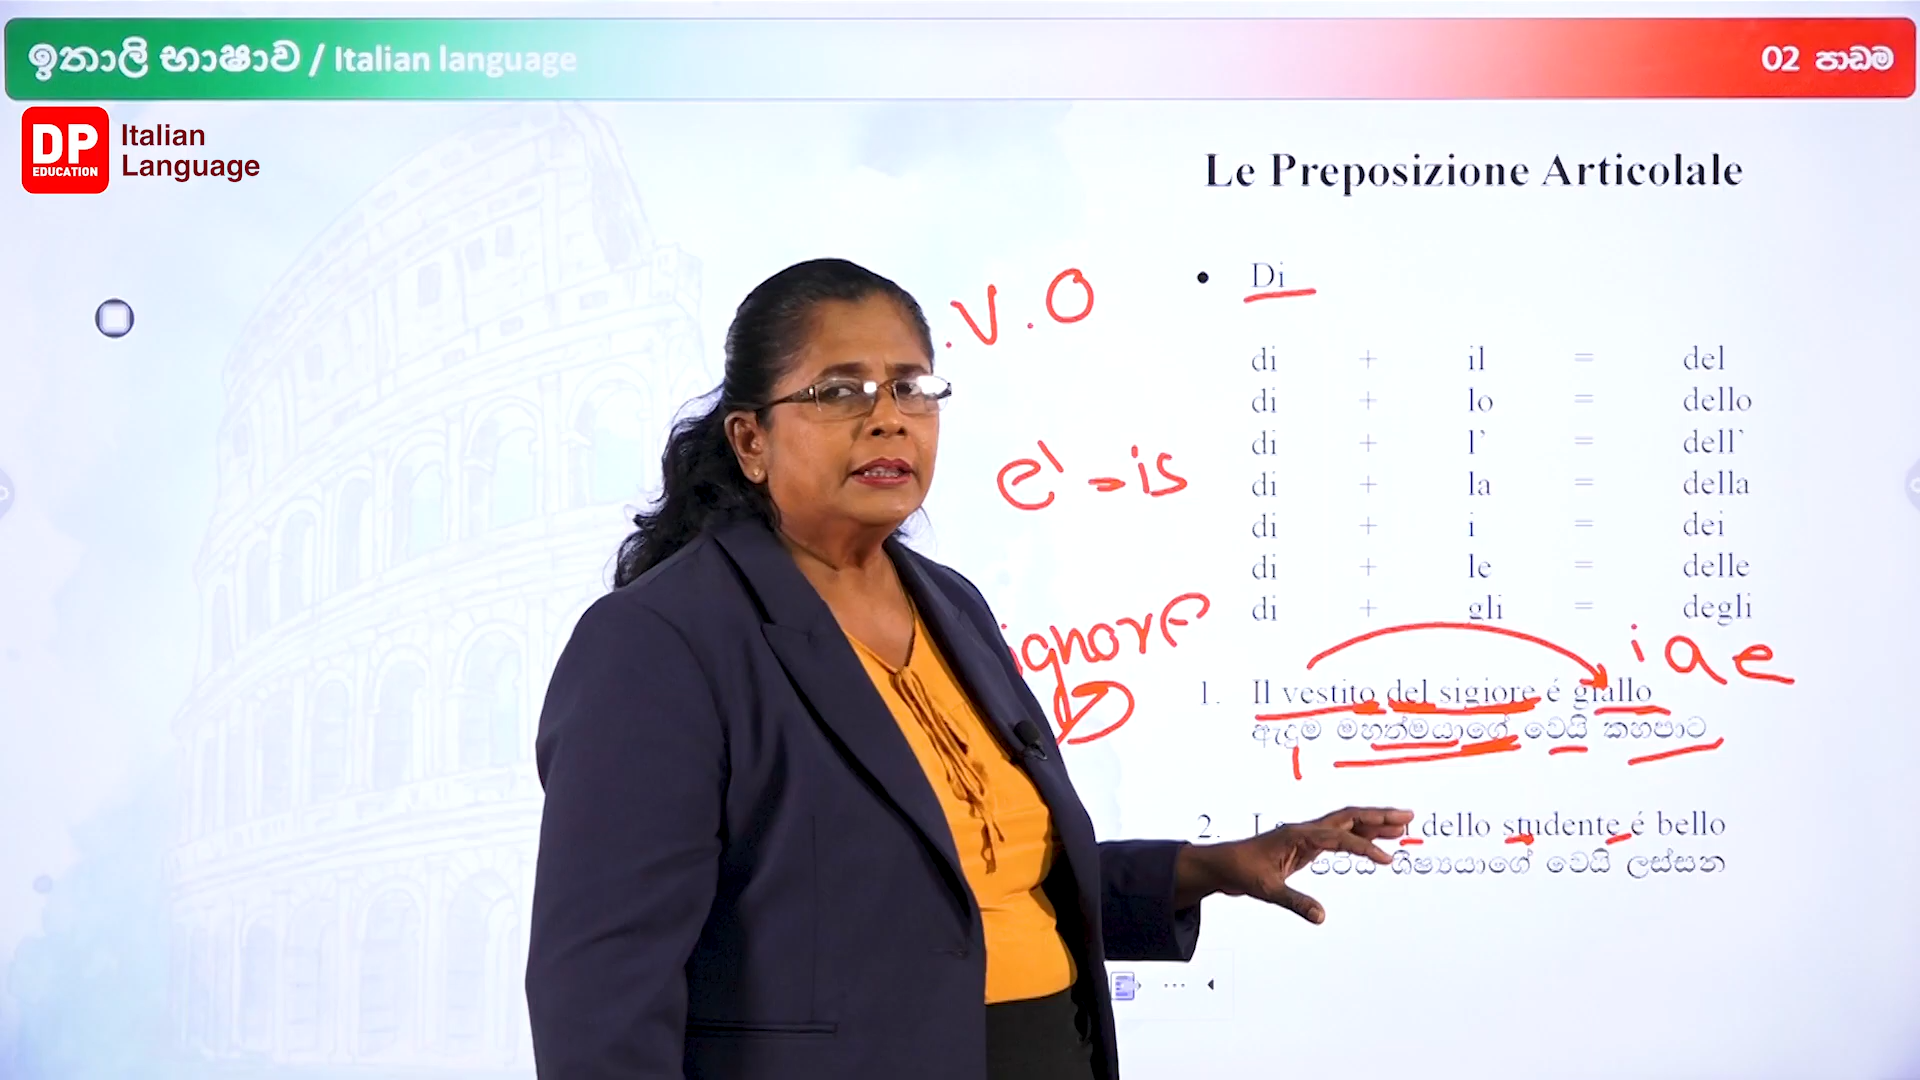 ඉතාලි භාෂාව / Italian language
02 පාඩම
DP
EDUCATION
Italian
Language
Le Preposizione Articolale
• Di
.V.O
di + il = del
di + lo = dello
di + l` = dell`
di + la = della
di + i = dei
di + le = delle
di + gli = degli
e' = is
ignore
i a e
1. Il vestito del sigiore é giallo
ඇඳුම මහත්මයාගේ වෙයි කහපාට
2. dello studente é bello
පටිය ශිෂ්‍යයාගේ වෙයි ලස්සන